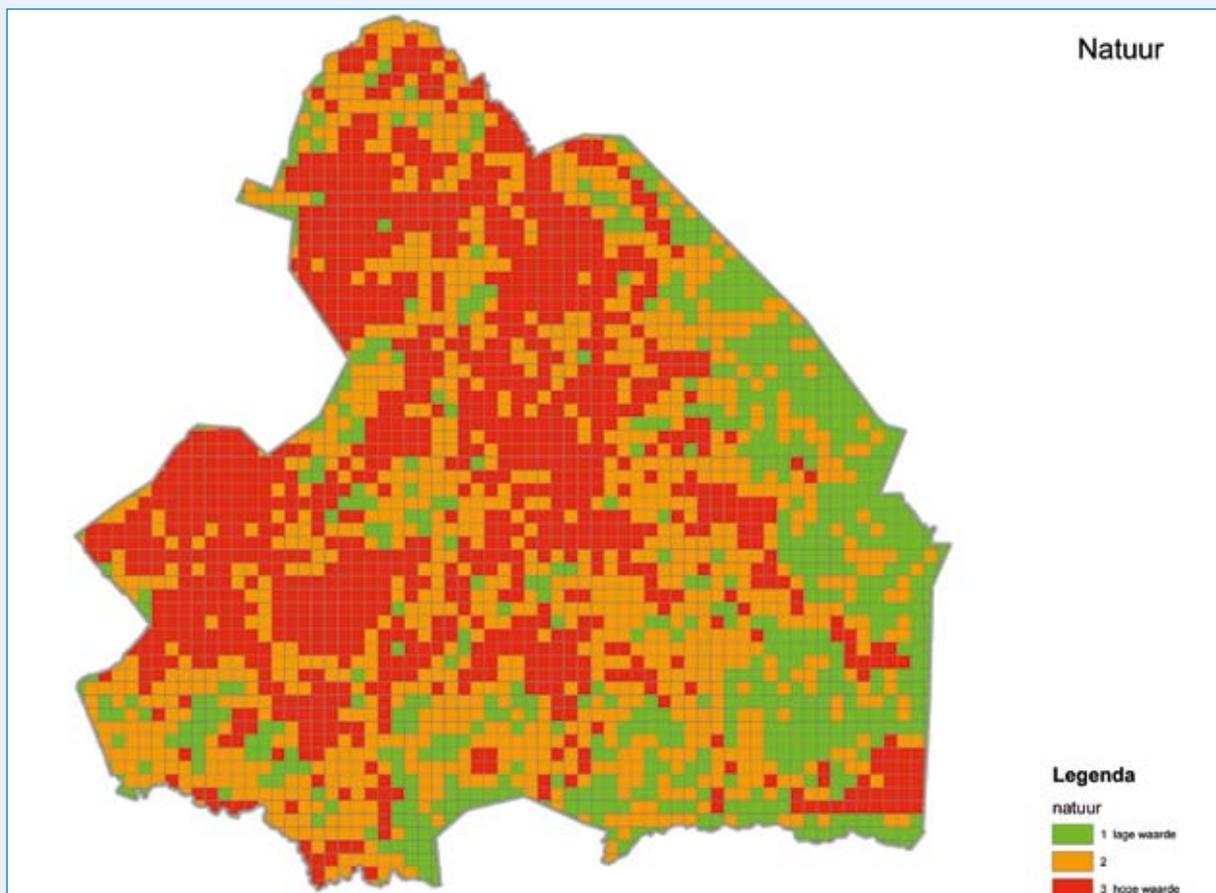 Natuur
Legenda
natuur
1 lage waarde
2
3 hoge waarde